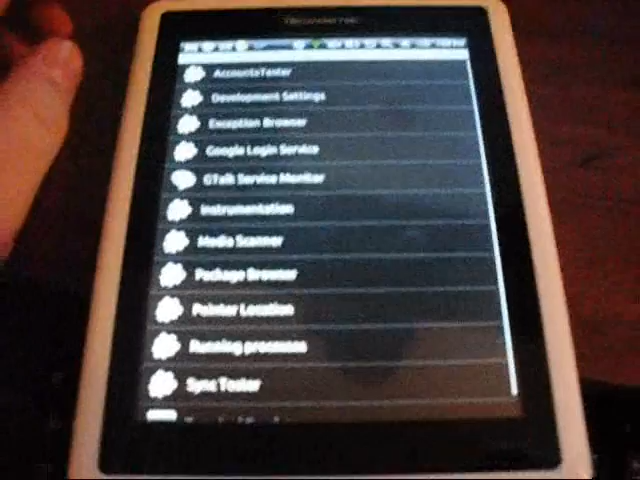 AccountsTester
Development Settings
Exception Browser
Google Login Service
GTalk Service Monitor
Instrumentation
Media Scanner
Package Browser
Pointer Location
Running processes
Sync Tester